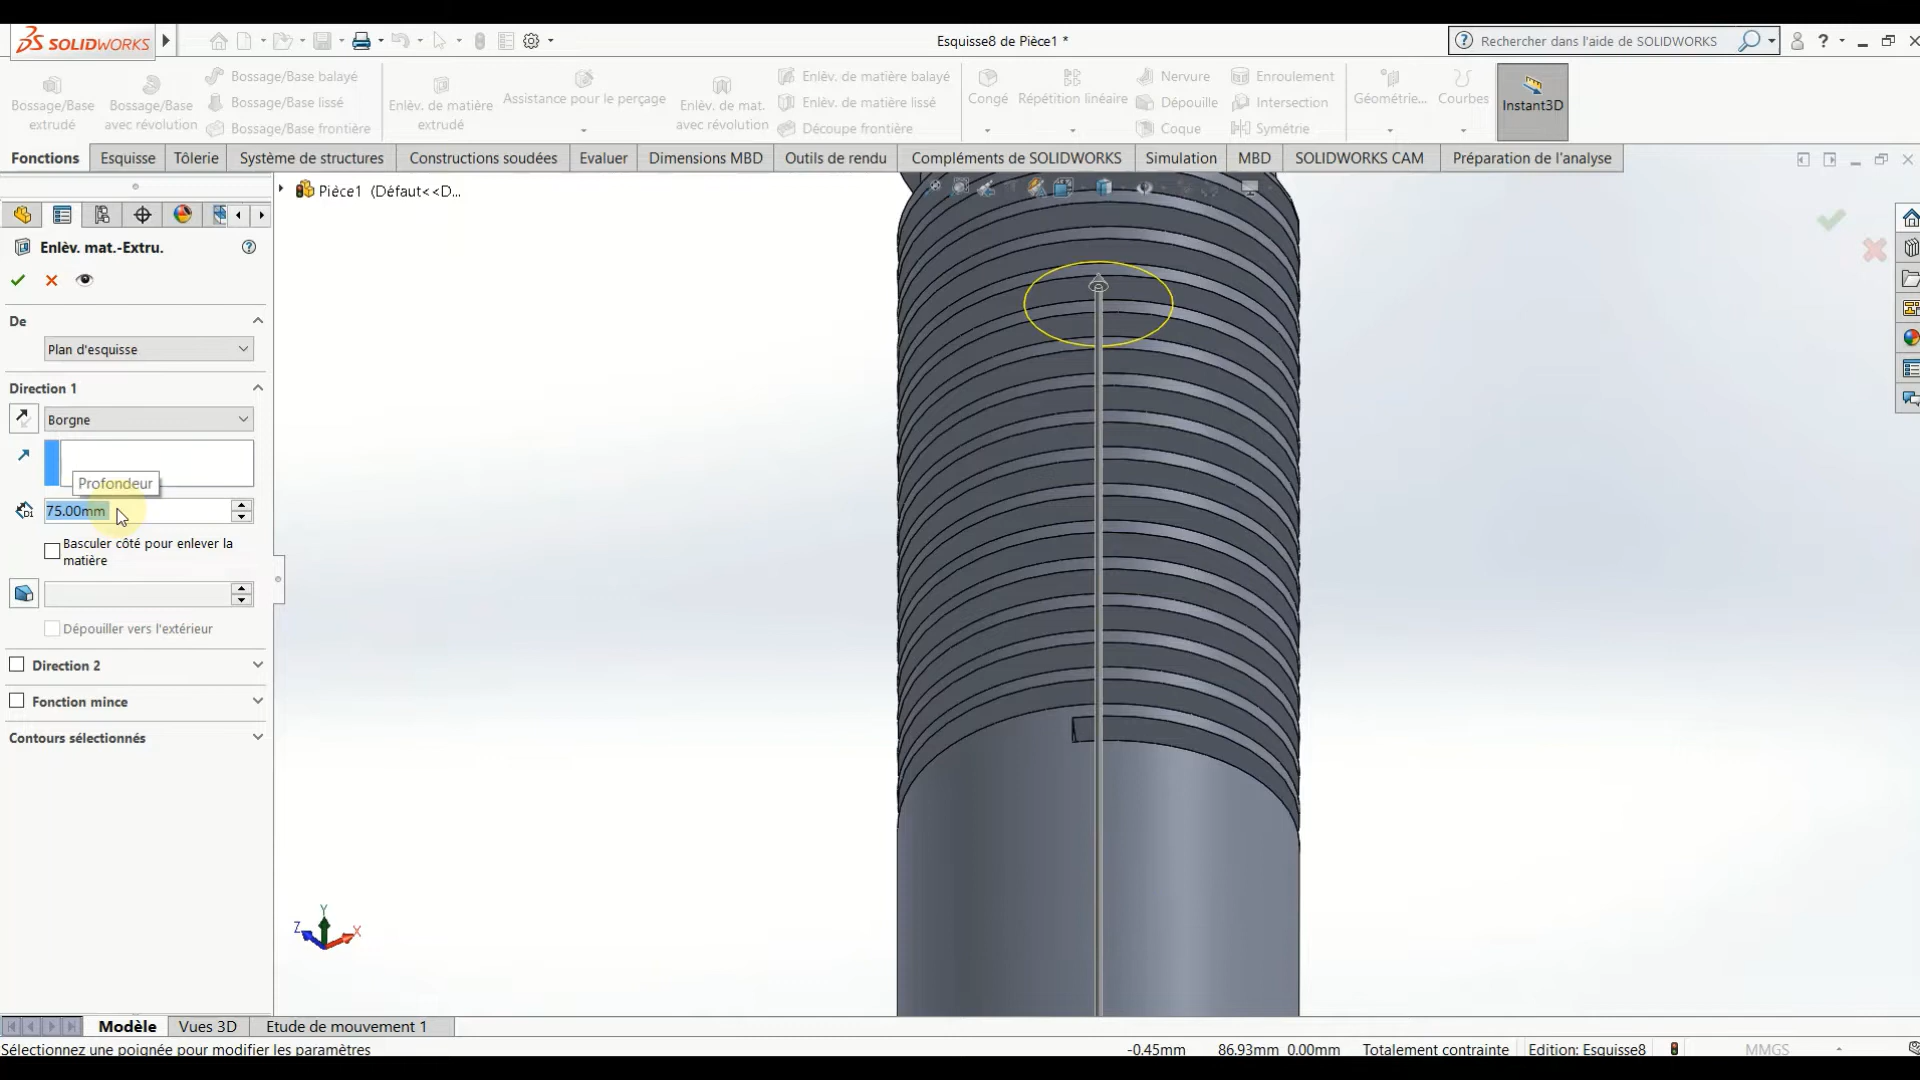 SOLIDWORKS
Esquisse8 de Pièce1 *
Rechercher dans l'aide de SOLIDWORKS
Bossage/Base extrudé
Bossage/Base avec révolution
Bossage/Base balayé
Bossage/Base lissé
Bossage/Base frontière
Enlèv. de matière extrudé
Assistance pour le perçage
Enlèv. de mat. avec révolution
Enlèv. de matière balayé
Enlèv. de matière lissé
Découpe frontière
Congé
Répétition linéaire
Nervure
Dépouille
Coque
Enroulement
Intersection
Symétrie
Géométrie...
Courbes
Instant3D
Fonctions
Esquisse
Tôlerie
Système de structures
Constructions soudées
Evaluer
Dimensions MBD
Outils de rendu
Compléments de SOLIDWORKS
Simulation
MBD
SOLIDWORKS CAM
Préparation de l'analyse
Pièce1 (Défaut<<D...
Enlèv. mat.-Extru.
De
Plan d'esquisse
Direction 1
Borgne
Profondeur
75.00mm
Basculer côté pour enlever la
matière
Dépouiller vers l'extérieur
Direction 2
Fonction mince
Contours sélectionnés
Y
Z
X
Modèle
Vues 3D
Etude de mouvement 1
Sélectionnez une poignée pour modifier les paramètres
-0.45mm
86.93mm 0.00mm
Totalement contrainte
Edition: Esquisse8
MMGS